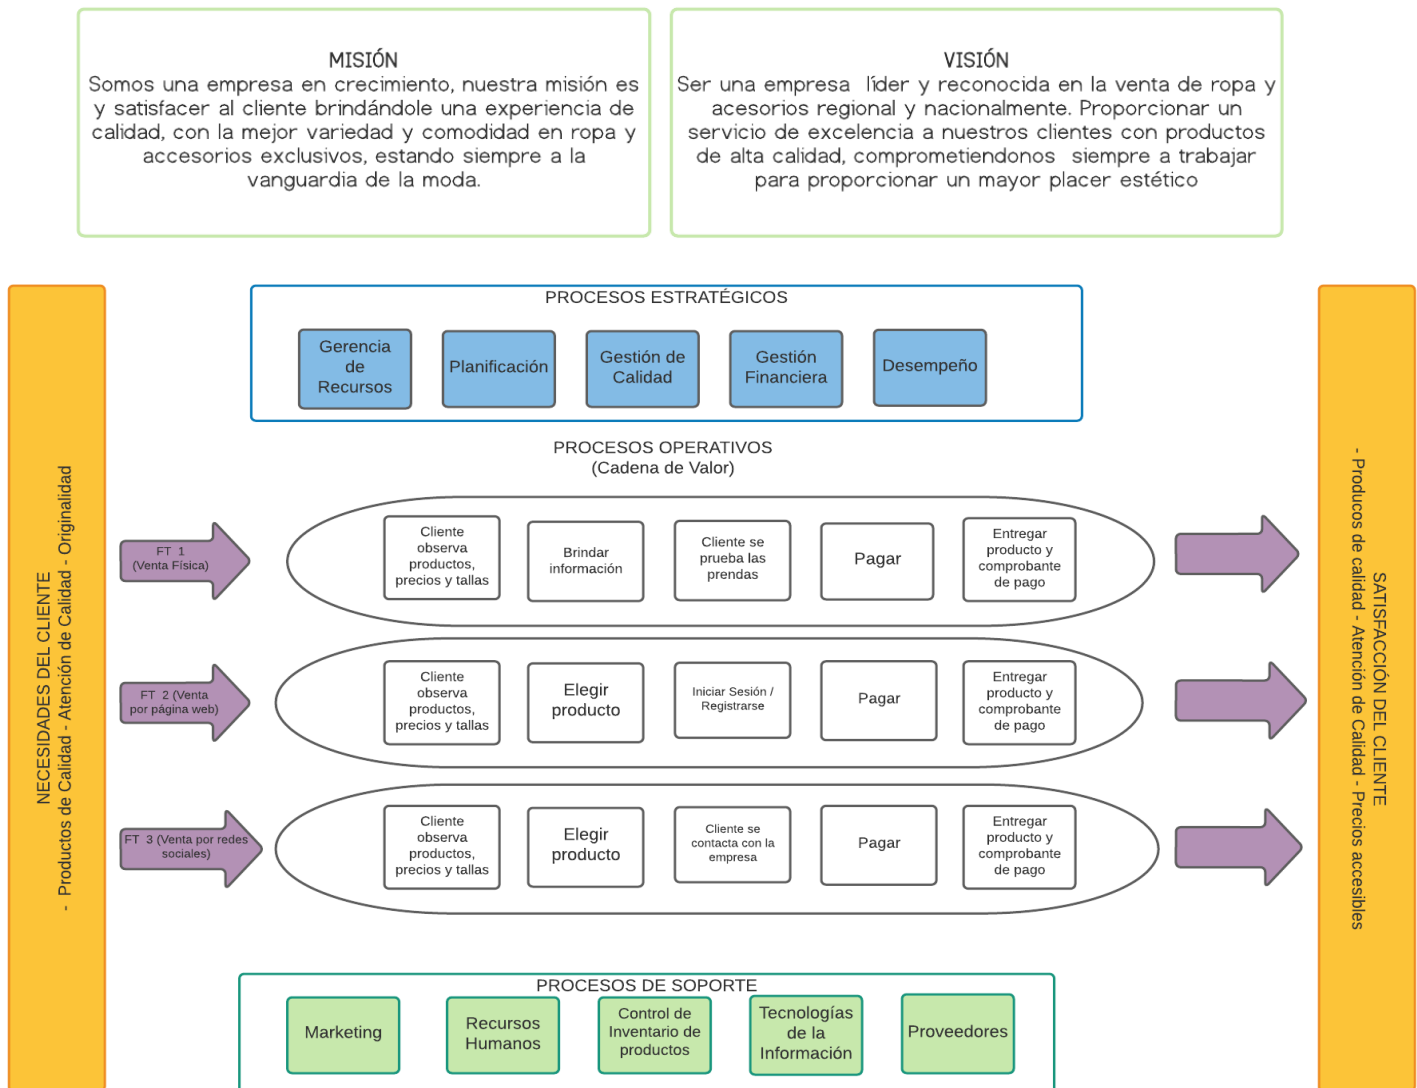 MISIÓN
Somos una empresa en crecimiento, nuestra misión es
y satisfacer al cliente brindándole una experiencia de
calidad, con la mejor variedad y comodidad en ropa y
accesorios exclusivos, estando siempre a la
vanguardia de la moda.
VISIÓN
Ser una empresa líder y reconocida en la venta de ropa y
acesorios regional y nacionalmente. Proporcionar un
servicio de excelencia a nuestros clientes con productos
de alta calidad, comprometiendonos siempre a trabajar
para proporcionar un mayor placer estético
NECESIDADES DEL CLIENTE
- Productos de Calidad - Atención de Calidad - Originalidad
PROCESOS ESTRATÉGICOS
Gerencia
de
Recursos
Planificación
Gestión de
Calidad
Gestión
Financiera
Desempeño
PROCESOS OPERATIVOS
(Cadena de Valor)
FT 1
(Venta Física)
Cliente
observa
productos,
precios y tallas
Brindar
información
Cliente se
prueba las
prendas
Pagar
Entregar
producto y
comprobante
de pago
FT 2 (Venta
por página web)
Cliente
observa
productos,
precios y tallas
Elegir
producto
Iniciar Sesión /
Registrarse
Pagar
Entregar
producto y
comprobante
de pago
FT 3 (Venta por redes
sociales)
Cliente
observa
productos,
precios y tallas
Elegir
producto
Cliente se
contacta con la
empresa
Pagar
Entregar
producto y
comprobante
de pago
PROCESOS DE SOPORTE
Marketing
Recursos
Humanos
Control de
Inventario de
productos
Tecnologías
de la
Información
Proveedores
SATISFACCIÓN DEL CLIENTE
- Producos de calidad - Atención de Calidad - Precios accesibles